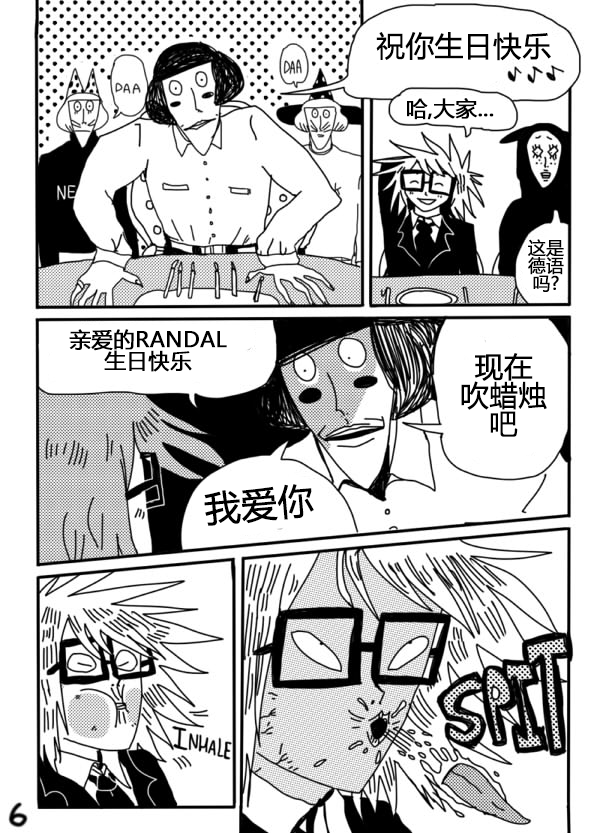 祝你生日快乐
DAA
DAA
NE
哈,大家...
这是
德语
吗?
亲爱的RANDAL
生日快乐
现在
吹蜡烛
吧
我爱你
INHALE
SPIT
6